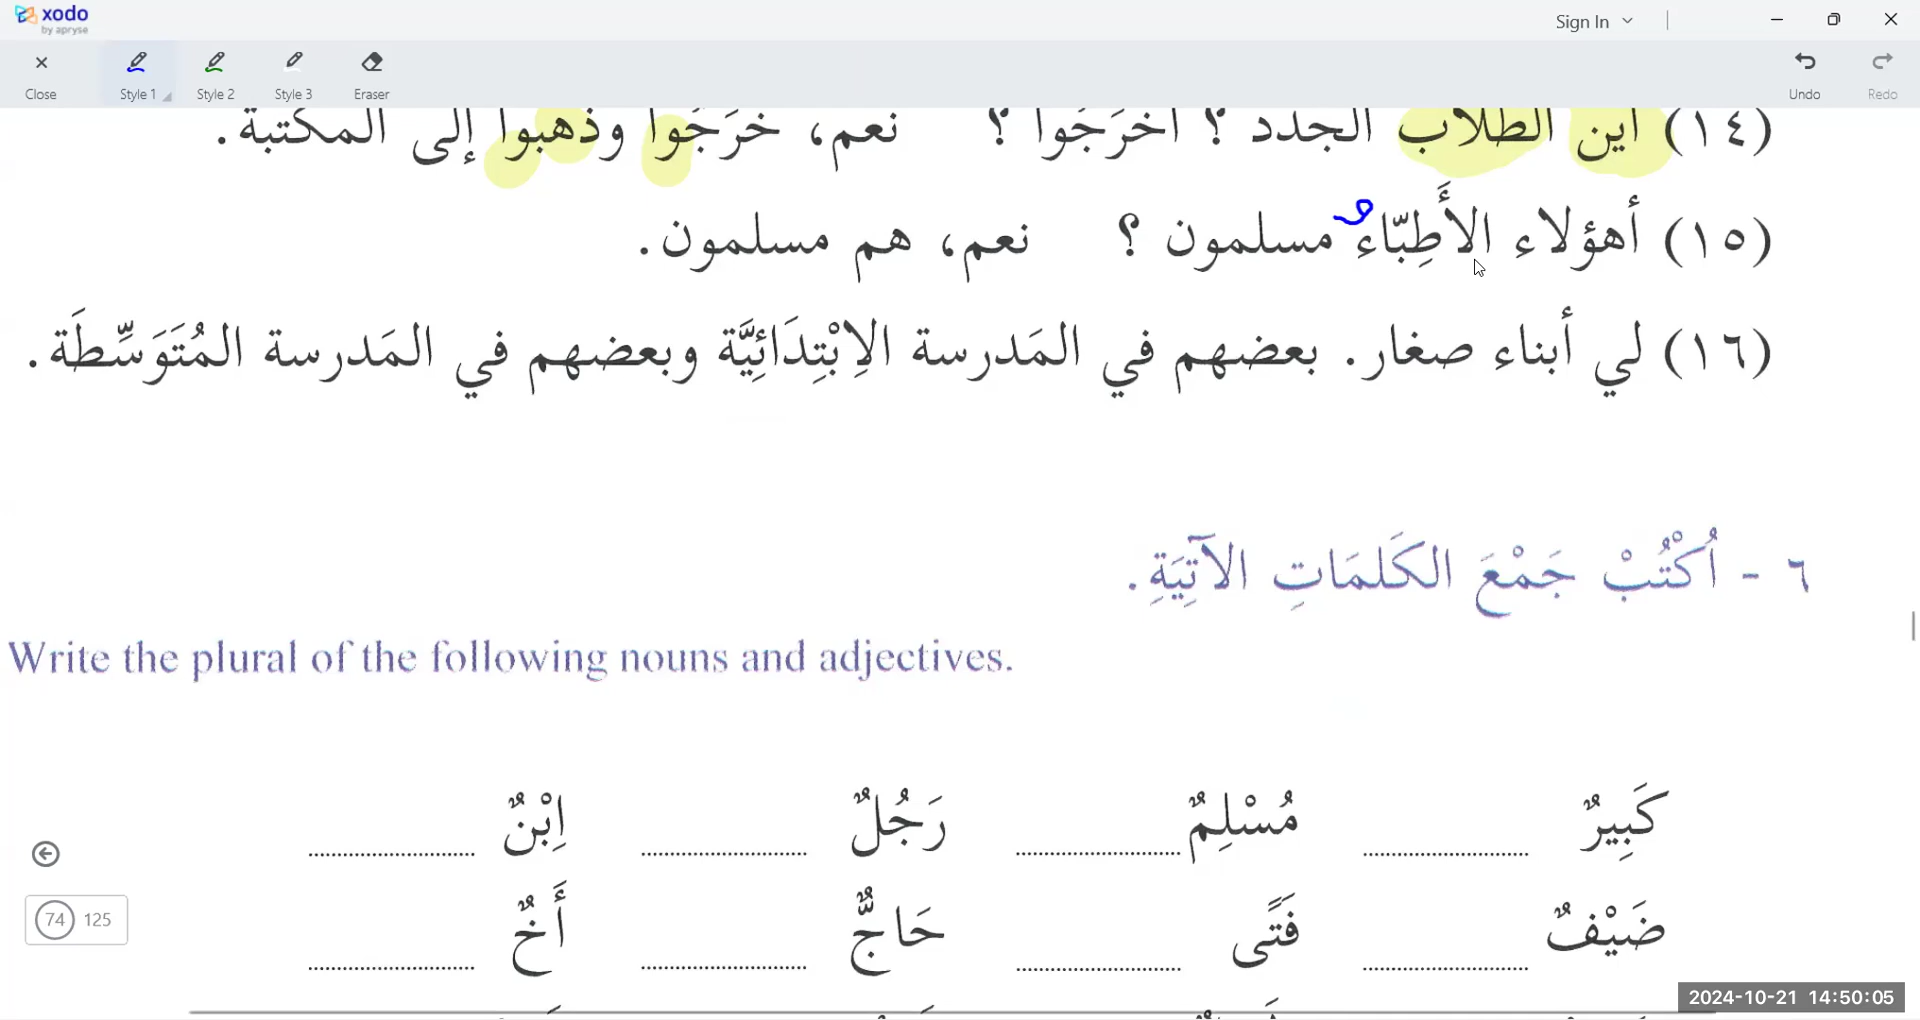 xodo
by apryse
Sign In
Close
Style 1
Style 2
Style 3
Eraser
Undo
Redo
(١٤) أين الطلاب الجدد ؟ أخرَجُوا ؟ نعم، خرَجُوا وذهبوا إلى المكتبة.
(١٥) أهؤلاء الأَطِبّاء مسلمون ؟ نعم، هم مسلمون.
(١٦) لي أبناء صغار. بعضهم في المَدرسة الاِبْتِدَائِيَّة وبعضهم في المَدرسة المُتَوَسِّطَة.
٦ - اُكْتُبْ جَمْعَ الكَلِمَاتِ الآتِيَةِ.
Write the plural of the following nouns and adjectives.
كَبِيرٌ ............ مُسْلِمٌ ............ رَجُلٌ ............ اِبْنٌ ............
ضَيْفٌ ............ فَتًى ............ حَاجٌّ ............ أَخٌ ............
74 125
2024-10-21 14:50:05